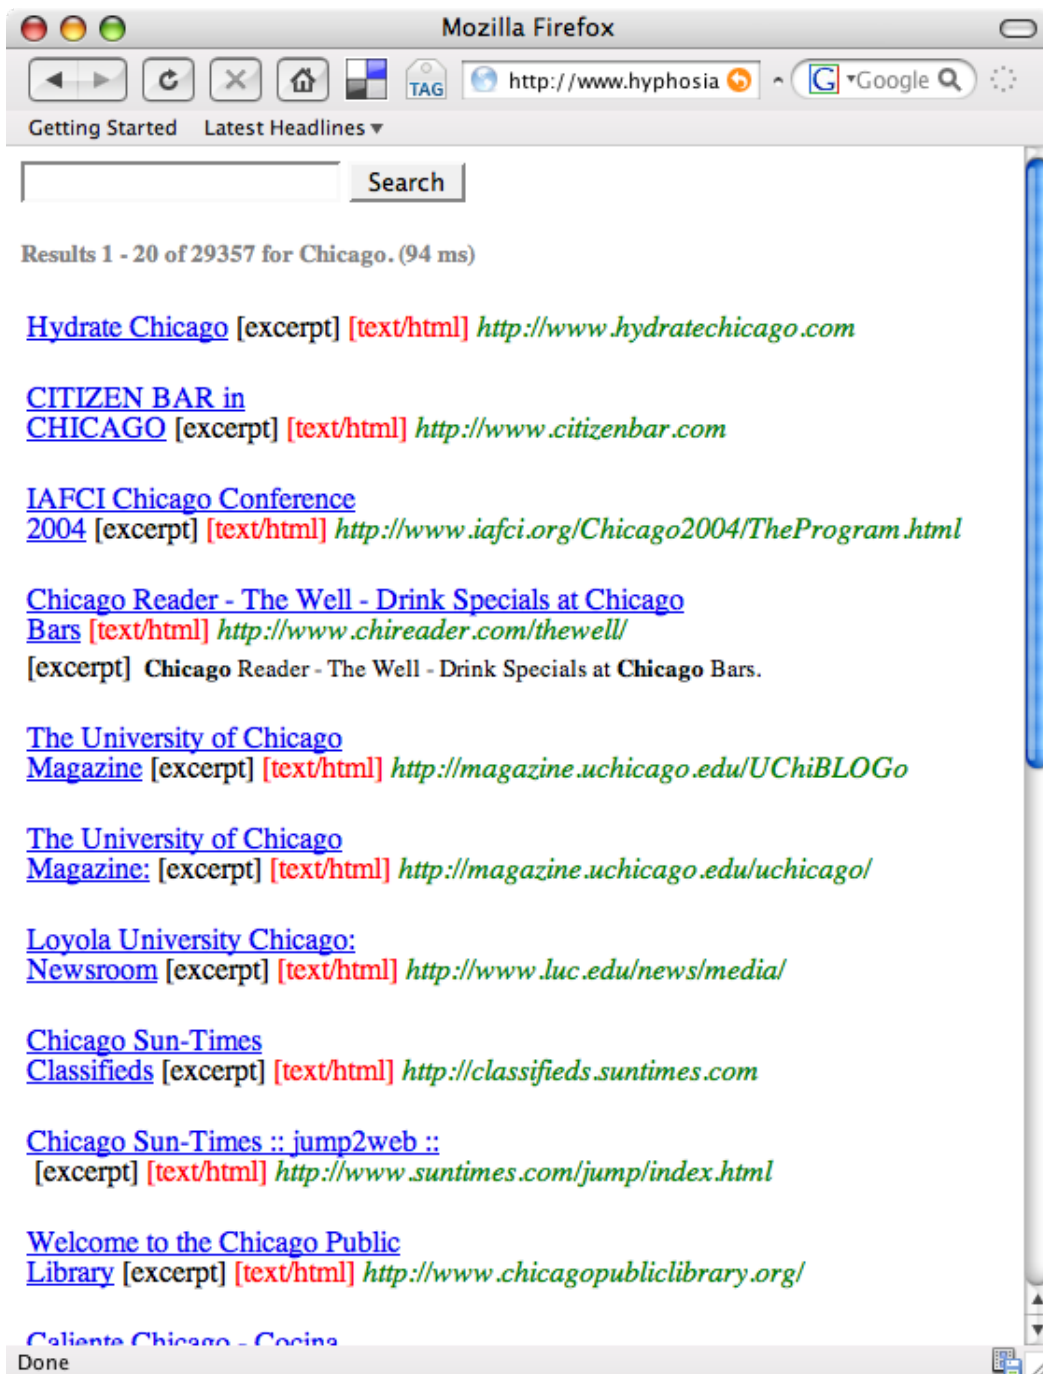 Mozilla Firefox
TAG http://www.hyphosia G Google
Getting Started Latest Headlines
Search
Results 1 - 20 of 29357 for Chicago. (94 ms)
Hydrate Chicago [excerpt] [text/html] http://www.hydratechicago.com
CITIZEN BAR in
CHICAGO [excerpt] [text/html] http://www.citizenbar.com
IAFCI Chicago Conference
2004 [excerpt] [text/html] http://www.iafci.org/Chicago2004/TheProgram.html
Chicago Reader - The Well - Drink Specials at Chicago
Bars [text/html] http://www.chireader.com/thewell/
[excerpt] Chicago Reader - The Well - Drink Specials at Chicago Bars.
The University of Chicago
Magazine [excerpt] [text/html] http://magazine.uchicago.edu/UChiBLOGo
The University of Chicago
Magazine: [excerpt] [text/html] http://magazine.uchicago.edu/uchicago/
Loyola University Chicago:
Newsroom [excerpt] [text/html] http://www.luc.edu/news/media/
Chicago Sun-Times
Classifieds [excerpt] [text/html] http://classifieds.suntimes.com
Chicago Sun-Times :: jump2web ::
[excerpt] [text/html] http://www.suntimes.com/jump/index.html
Welcome to the Chicago Public
Library [excerpt] [text/html] http://www.chicagopubliclibrary.org/
Caliente Chicago - Cocina
Done